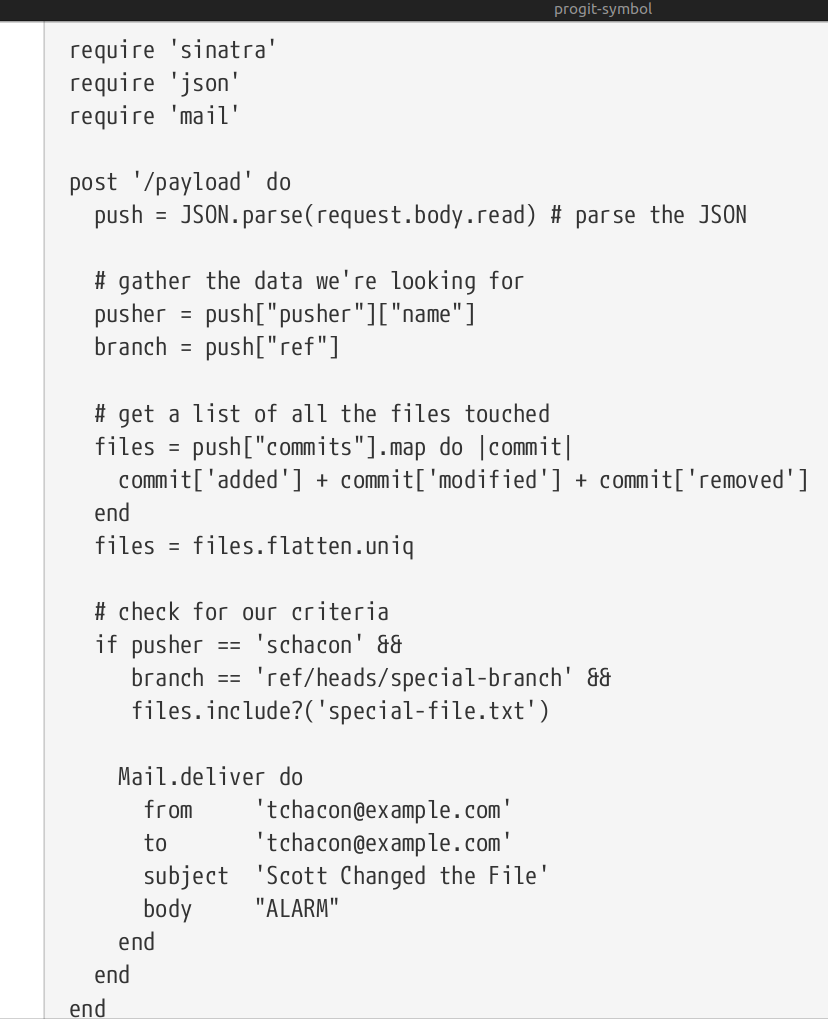 progit-symbol
require 'sinatra'
require 'json'
require 'mail'

post '/payload' do
  push = JSON.parse(request.body.read) # parse the JSON

  # gather the data we're looking for
  pusher = push["pusher"]["name"]
  branch = push["ref"]

  # get a list of all the files touched
  files = push["commits"].map do |commit|
    commit['added'] + commit['modified'] + commit['removed']
  end
  files = files.flatten.uniq

  # check for our criteria
  if pusher == 'schacon' &&
     branch == 'ref/heads/special-branch' &&
     files.include?('special-file.txt')

    Mail.deliver do
      from     'tchacon@example.com'
      to       'tchacon@example.com'
      subject  'Scott Changed the File'
      body     "ALARM"
    end
  end
end